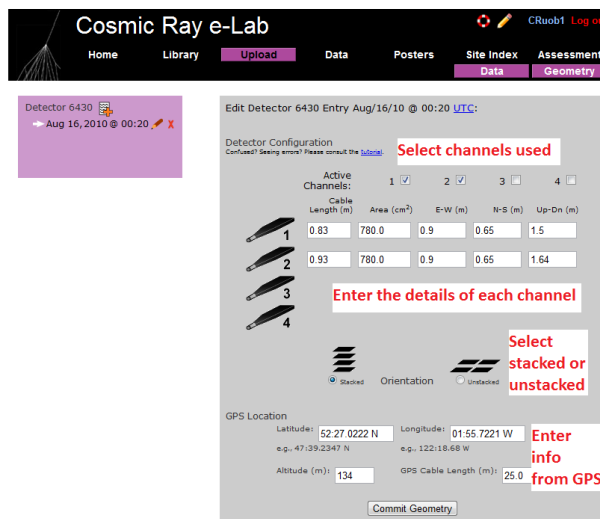 Cosmic Ray e-Lab
CRuob1 Log ou
Home Library Upload Data Posters Site Index Assessment
Data Geometry
Detector 6430
Aug 16, 2010 @ 00:20 X
Edit Detector 6430 Entry Aug/16/10 @ 00:20 UTC:
Detector Configuration
Confused? Seeing errors? Please consult the tutorial.
Select channels used
Active Channels: 1 2 3 4
Cable Length (m) Area (cm²) E-W (m) N-S (m) Up-Dn (m)
1 0.83 780.0 0.9 0.65 1.5
2 0.93 780.0 0.9 0.65 1.64
3
Enter the details of each channel
4
Select
stacked or
unstacked
Stacked Orientation Unstacked
GPS Location
Latitude: 52:27.0222 N Longitude: 01:55.7221 W
e.g., 47:39.2347 N e.g., 122:18.68 W
Enter
info
from GPS
Altitude (m): 134 GPS Cable Length (m): 25.0
Commit Geometry